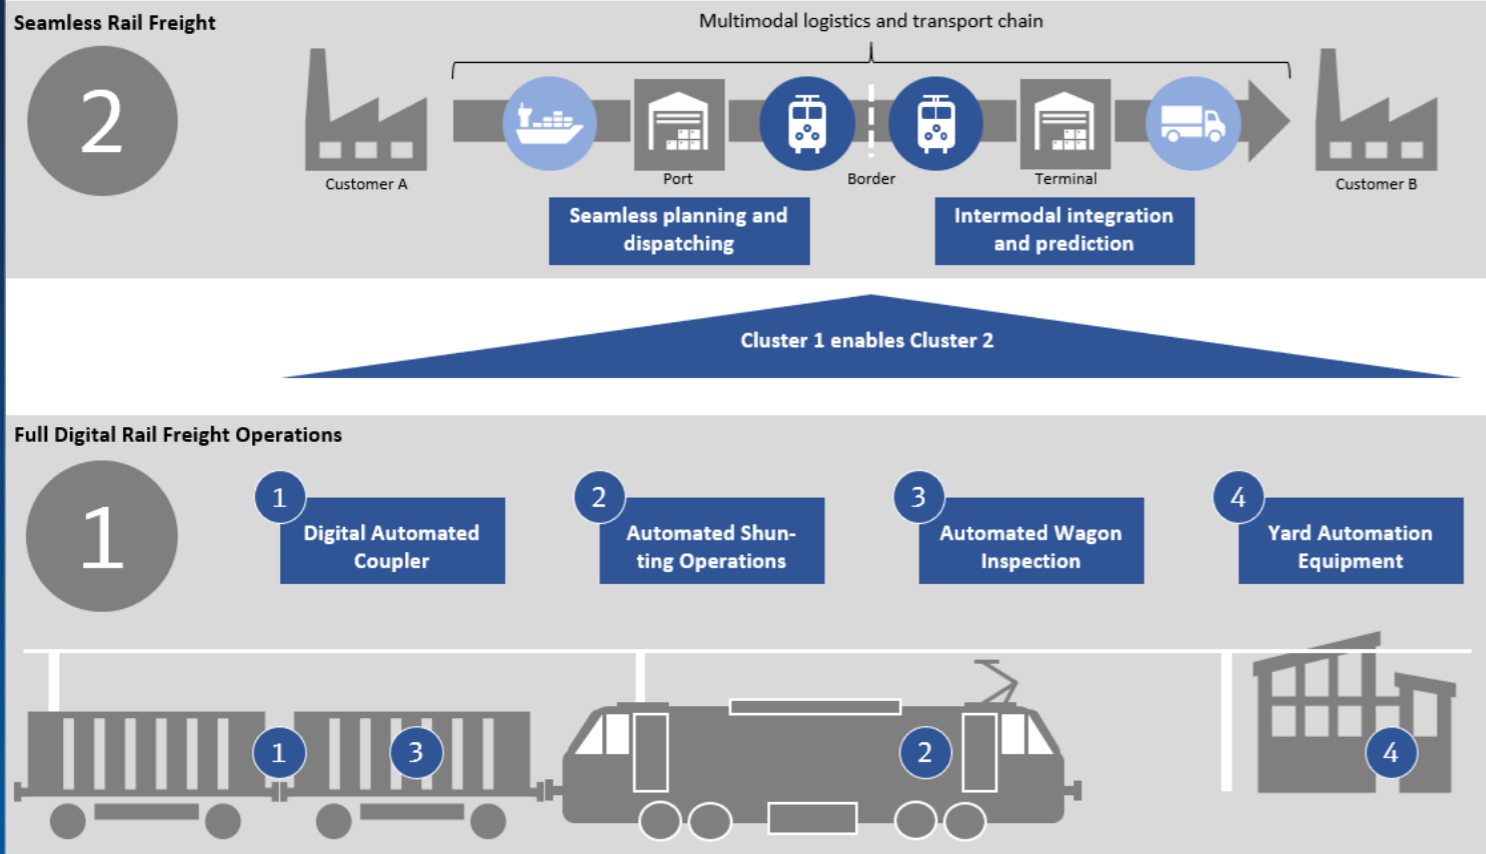 Seamless Rail Freight
Multimodal logistics and transport chain
2
Customer A
Port
Border
Terminal
Customer B
Seamless planning and
dispatching
Intermodal integration
and prediction
Cluster 1 enables Cluster 2
Full Digital Rail Freight Operations
1
1
Digital Automated
Coupler
2
Automated Shun-
ting Operations
3
Automated Wagon
Inspection
4
Yard Automation
Equipment
1
3
2
4